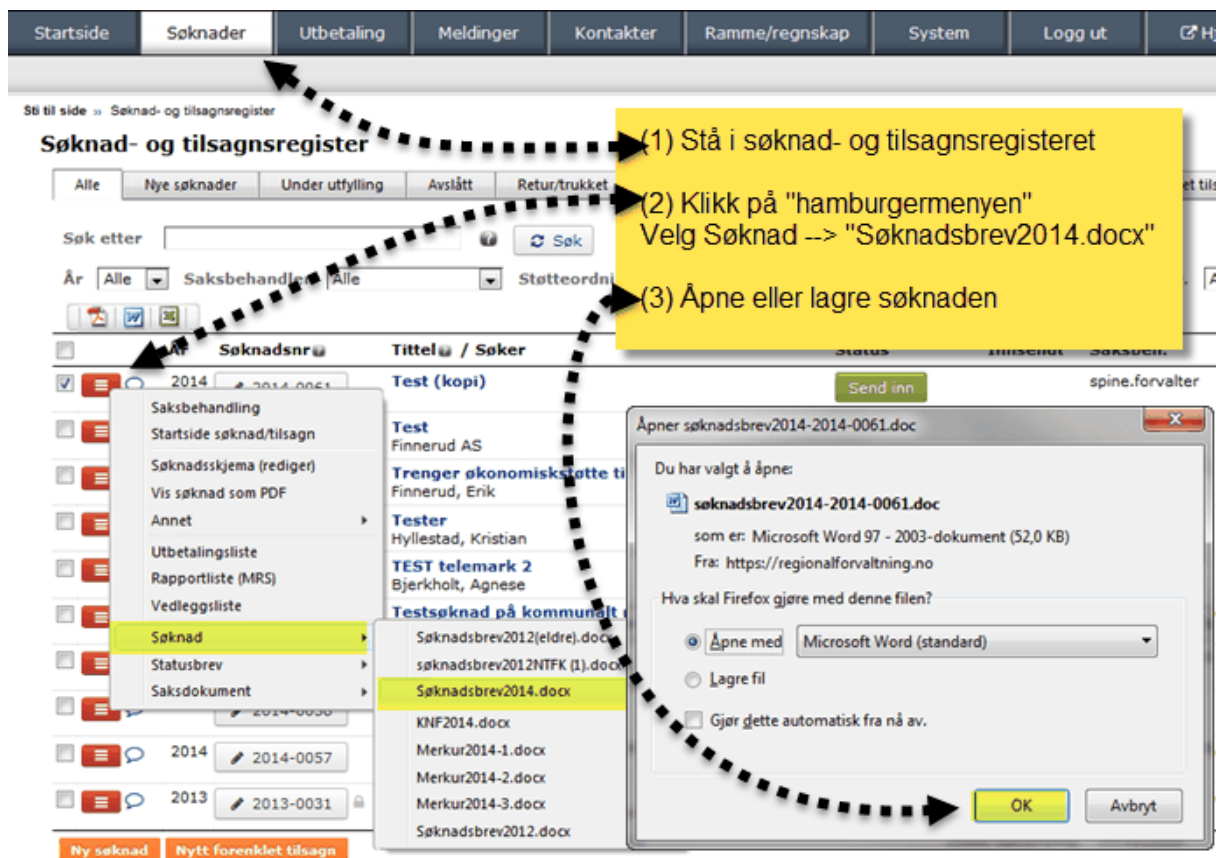 Startside Søknader Utbetaling Meldinger Kontakter Ramme/regnskap System Logg ut
Sti til side » Søknad- og tilsagnsregister
Søknad- og tilsagnsregister
(1) Stå i søknad- og tilsagnsregisteret
(2) Klikk på "hamburgermenyen"
Velg Søknad --> "Søknadsbrev2014.docx"
(3) Åpne eller lagre søknaden
Alle Nye søknader Under utfylling Avslått Retur/trukket
Søk etter Søk
År Alle Saksbehandler Alle
År Søknadsnr Tittel / Søker Status Innsendt Saksbeh.
2014 2014-0061 Test (kopi) Send inn spine.forvalter
Test
Finnerud AS
Trenger økonomiskstøtte ti
Finnerud, Erik
Tester
Hyllestad, Kristian
TEST telemark 2
Bjerkholt, Agnese
Testsøknad på kommunalt
2014-0058
2014 2014-0057
2013 2013-0031
Ny søknad Nytt forenklet tilsagn
Saksbehandling
Startside søknad/tilsagn
Søknadsskjema (rediger)
Vis søknad som PDF
Annet
Utbetalingsliste
Rapportliste (MRS)
Vedleggsliste
Søknad
Statusbrev
Saksdokument
Søknadsbrev2012(eldre).docx
søknadsbrev2012NTFK (1).docx
Søknadsbrev2014.docx
KNF2014.docx
Merkur2014-1.docx
Merkur2014-2.docx
Merkur2014-3.docx
Søknadsbrev2012.docx
Åpner søknadsbrev2014-2014-0061.doc
Du har valgt å åpne:
søknadsbrev2014-2014-0061.doc
som er: Microsoft Word 97 - 2003-dokument (52,0 KB)
Fra: https://regionalforvaltning.no
Hva skal Firefox gjøre med denne filen?
Åpne med Microsoft Word (standard)
Lagre fil
Gjør dette automatisk fra nå av.
OK Avbryt